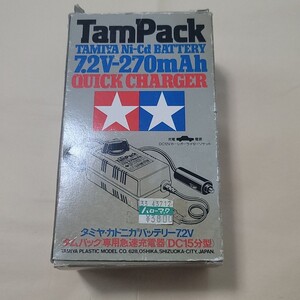 TamPack
TAMIYA Ni-Cd BATTERY
7.2V-270mAh
QUICK CHARGER
タミヤ・カドニカバッテリー7.2V
タムパック専用急速充電器(DC15分型)
TAMIYA PLASTIC MODEL CO. 628, OSHIKA, SHIZUOKA-CITY, JAPAN.